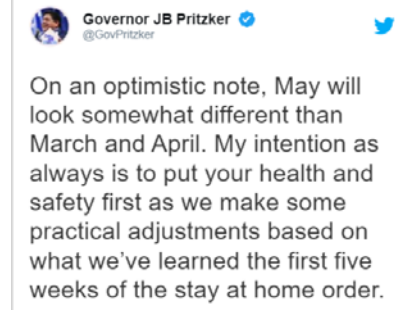 Governor JB Pritzker
@GovPritzker
On an optimistic note, May will
look somewhat different than
March and April. My intention as
always is to put your health and
safety first as we make some
practical adjustments based on
what we’ve learned the first five
weeks of the stay at home order.